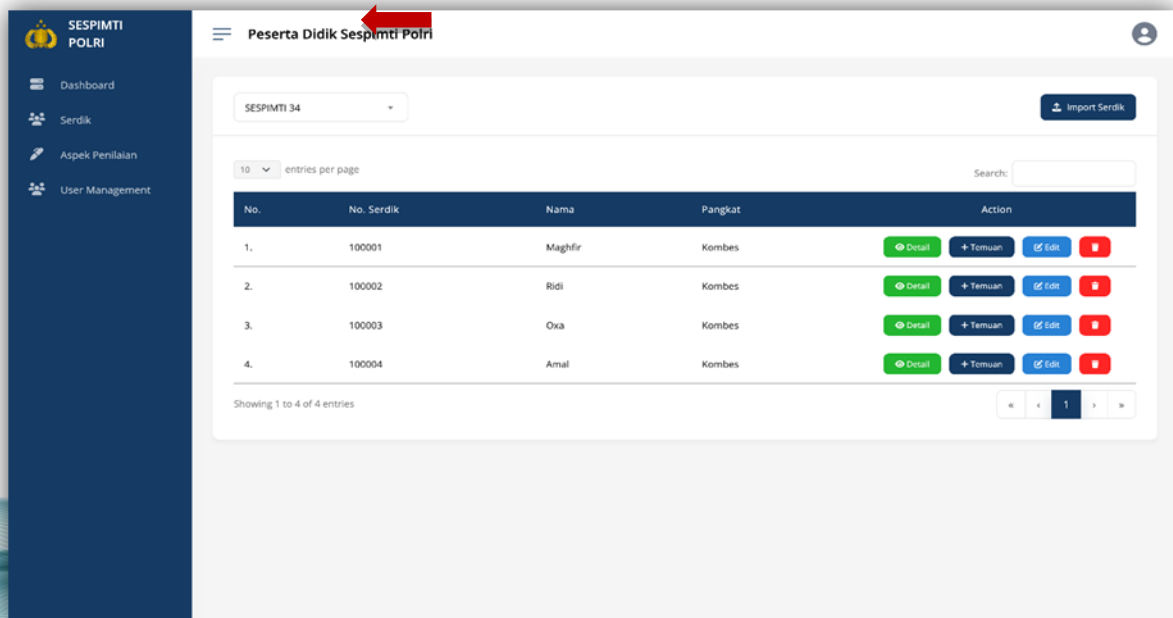 SESPIMTI
POLRI
Peserta Didik Sespimti Polri
Dashboard
Serdik
Aspek Penilaian
User Management
SESPIMTI 34
Import Serdik
10 entries per page
Search:
No. No. Serdik Nama Pangkat Action
1. 100001 Maghfir Kombes Detail + Temuan Edit
2. 100002 Ridi Kombes Detail + Temuan Edit
3. 100003 Oxa Kombes Detail + Temuan Edit
4. 100004 Amal Kombes Detail + Temuan Edit
Showing 1 to 4 of 4 entries
« ‹ 1 › »